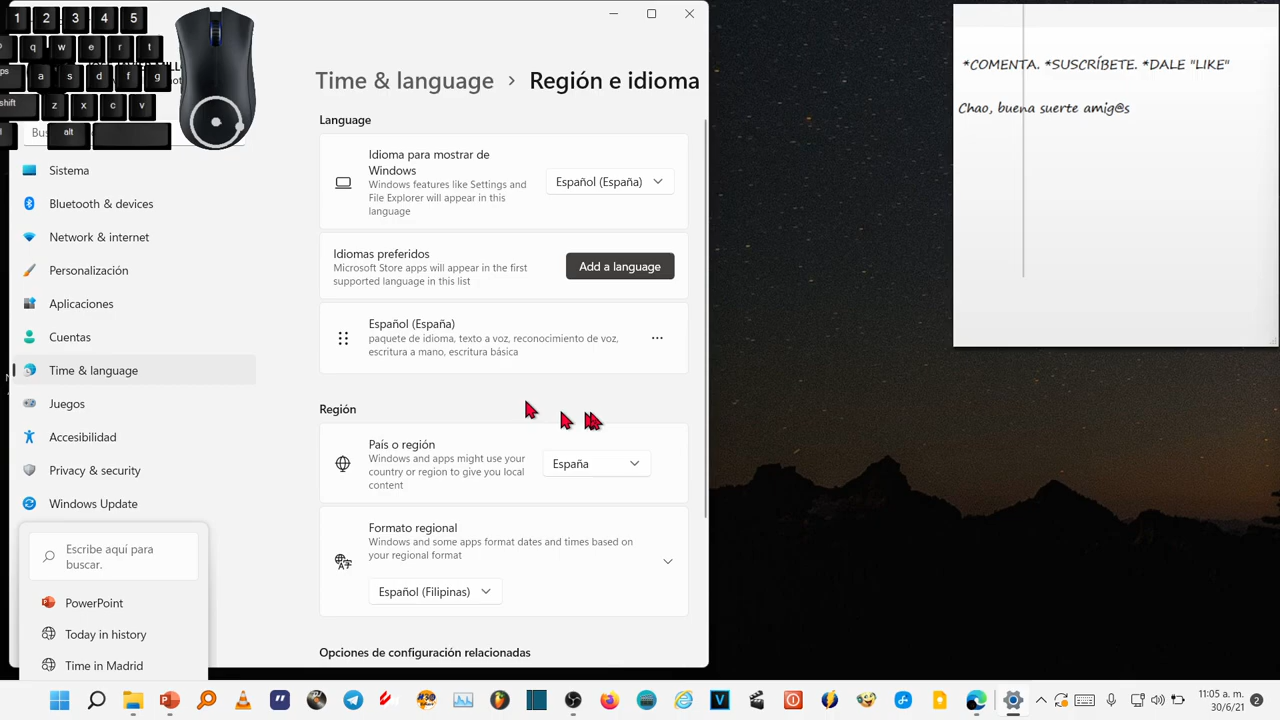 1 2 3 4 5
q w e r t
a s d f g
shift z x c v
alt
Time & language > Región e idioma
Language
Idioma para mostrar de
Windows
Windows features like Settings and
File Explorer will appear in this
language
Español (España)
Idiomas preferidos
Microsoft Store apps will appear in the first
supported language in this list
Add a language
Español (España)
paquete de idioma, texto a voz, reconocimiento de voz,
escritura a mano, escritura básica
Región
País o región
Windows and apps might use your
country or region to give you local
content
España
Formato regional
Windows and some apps format dates and times based on
your regional format
Español (Filipinas)
Opciones de configuración relacionadas
Sistema
Bluetooth & devices
Network & internet
Personalización
Aplicaciones
Cuentas
Time & language
Juegos
Accesibilidad
Privacy & security
Windows Update
Escribe aquí para
buscar.
PowerPoint
Today in history
Time in Madrid
*COMENTA. *SUSCRÍBETE. *DALE "LIKE"
Chao, buena suerte amig@s
11:05 a. m.
30/6/21
2